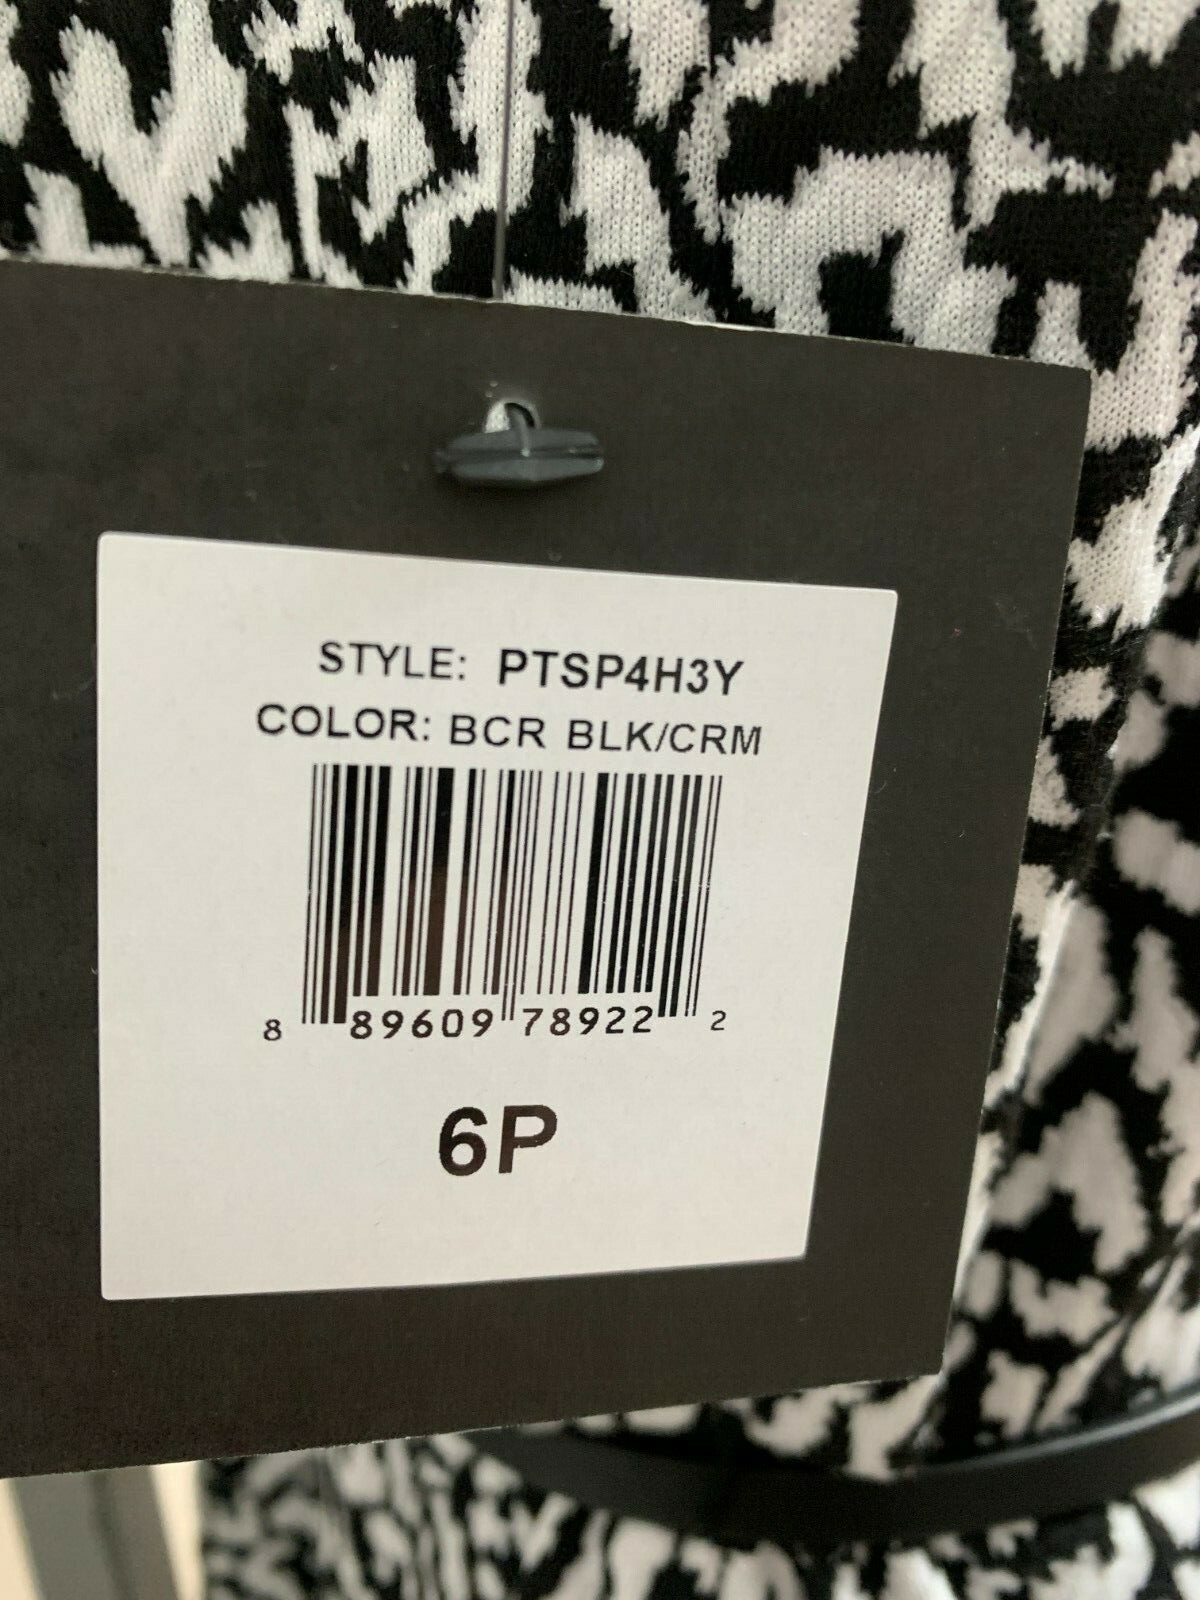 STYLE: PTSP4H3Y
COLOR: BCR BLK/CRM
8 89609 78922 2
6P